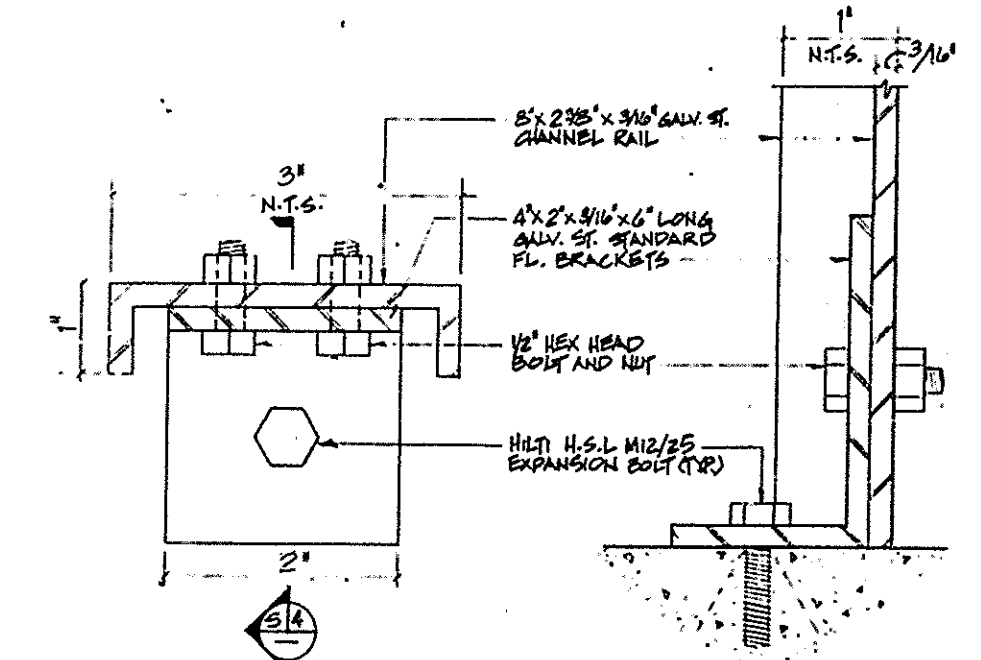 1"
N.T.S.
3/16"
8" x 2 7/8" x 3/16" GALV. ST.
CHANNEL RAIL
3"
N.T.S.
4" x 2" x 3/16" x 6" LONG
GALV. ST. STANDARD
FL. BRACKETS
1"
1/2" HEX HEAD
BOLT AND NUT
HILTI H.S.L M12/25
EXPANSION BOLT (TYP.)
2"
S 4